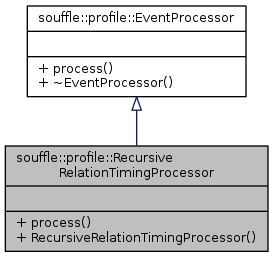 souffle::profile::EventProcessor
+ process()
+ ~EventProcessor()
souffle::profile::Recursive
RelationTimingProcessor
+ process()
+ RecursiveRelationTimingProcessor()